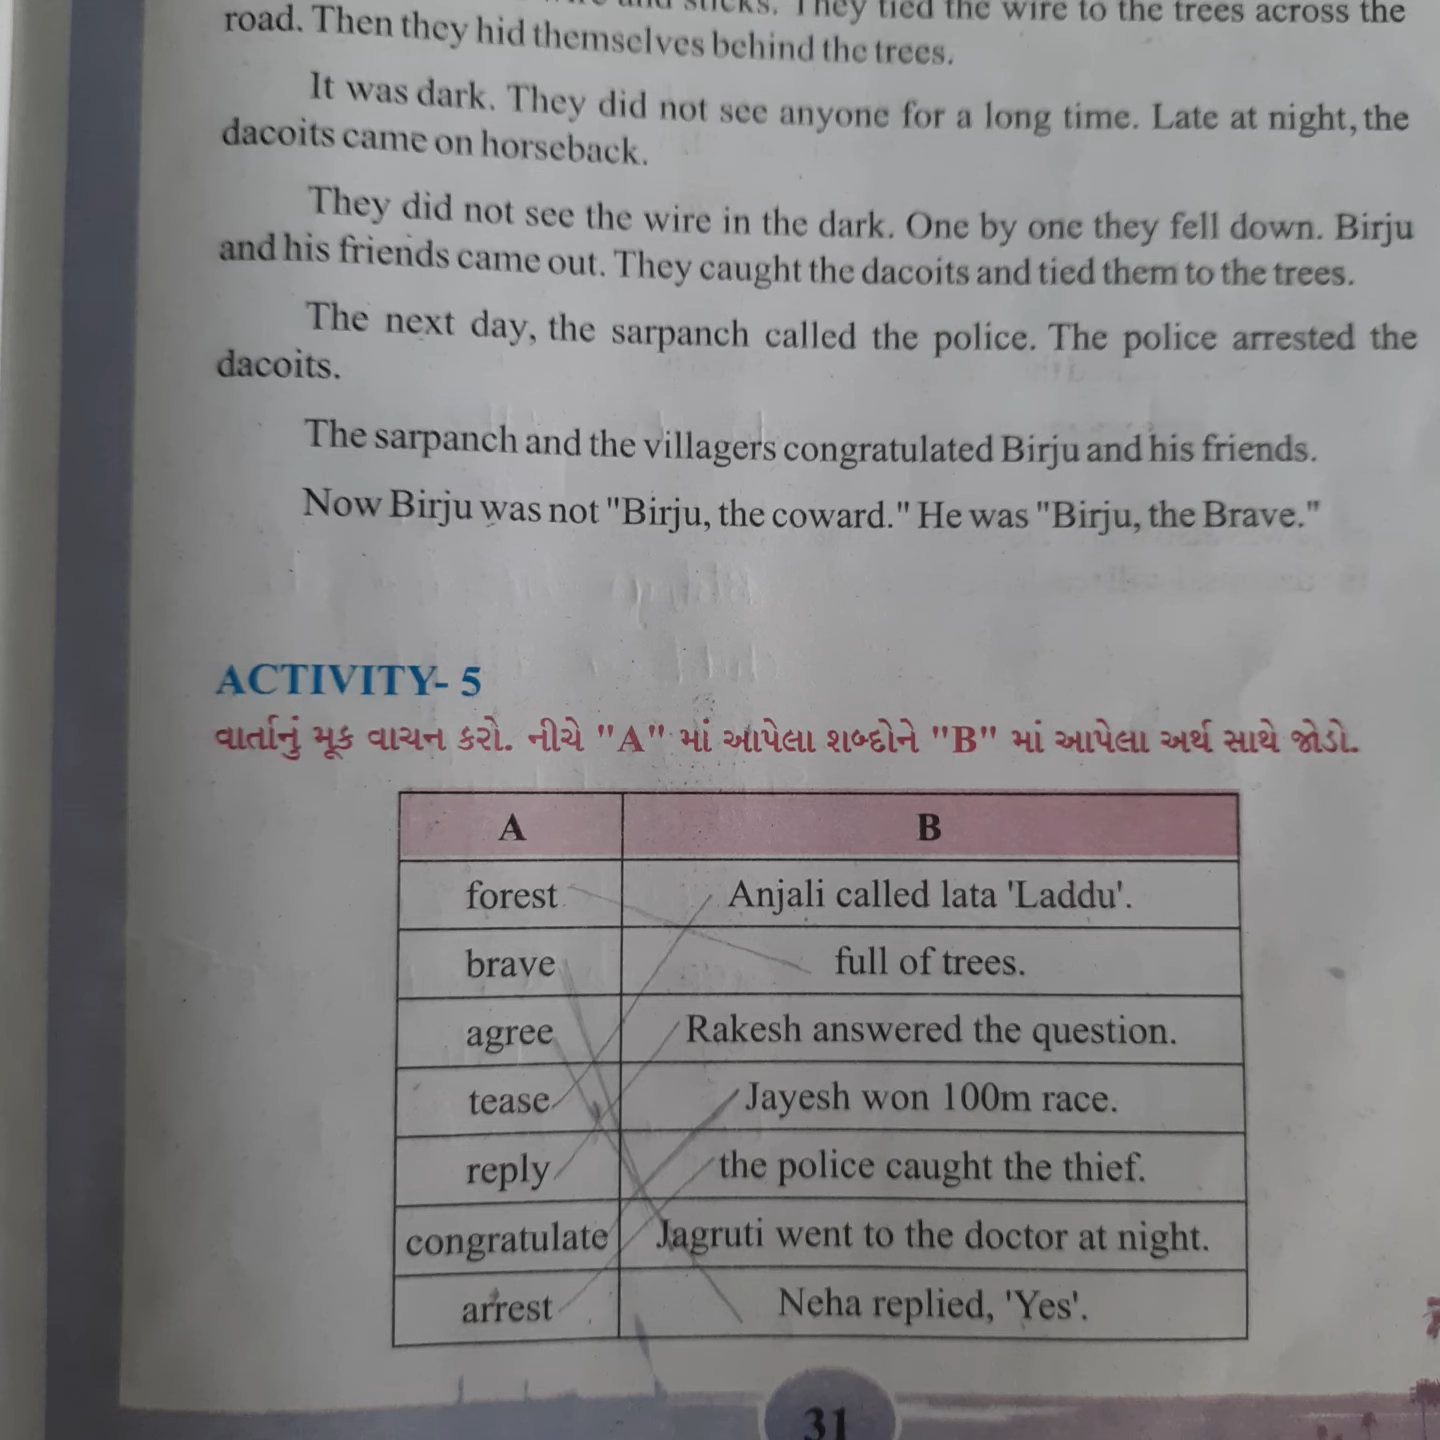 sticks. They tied the wire to the trees across the
road. Then they hid themselves behind the trees.
It was dark. They did not see anyone for a long time. Late at night, the
dacoits came on horseback.
They did not see the wire in the dark. One by one they fell down. Birju
and his friends came out. They caught the dacoits and tied them to the trees.
The next day, the sarpanch called the police. The police arrested the
dacoits.
The sarpanch and the villagers congratulated Birju and his friends.
Now Birju was not "Birju, the coward." He was "Birju, the Brave."
ACTIVITY- 5
વાર્તાનું મૂક વાચન કરો. નીચે "A" માં આપેલા શબ્દોને "B" માં આપેલા અર્થ સાથે જોડો.
A B
forest Anjali called lata 'Laddu'.
brave full of trees.
agree Rakesh answered the question.
tease Jayesh won 100m race.
reply the police caught the thief.
congratulate Jagruti went to the doctor at night.
arrest Neha replied, 'Yes'.
31